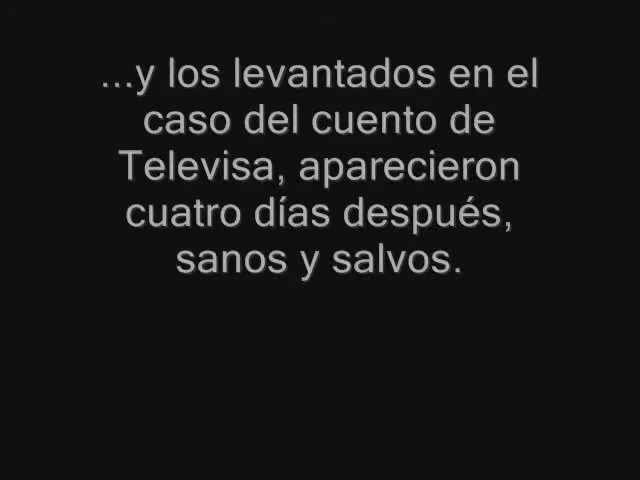 ...y los levantados en el
caso del cuento de
Televisa, aparecieron
cuatro días después,
sanos y salvos.